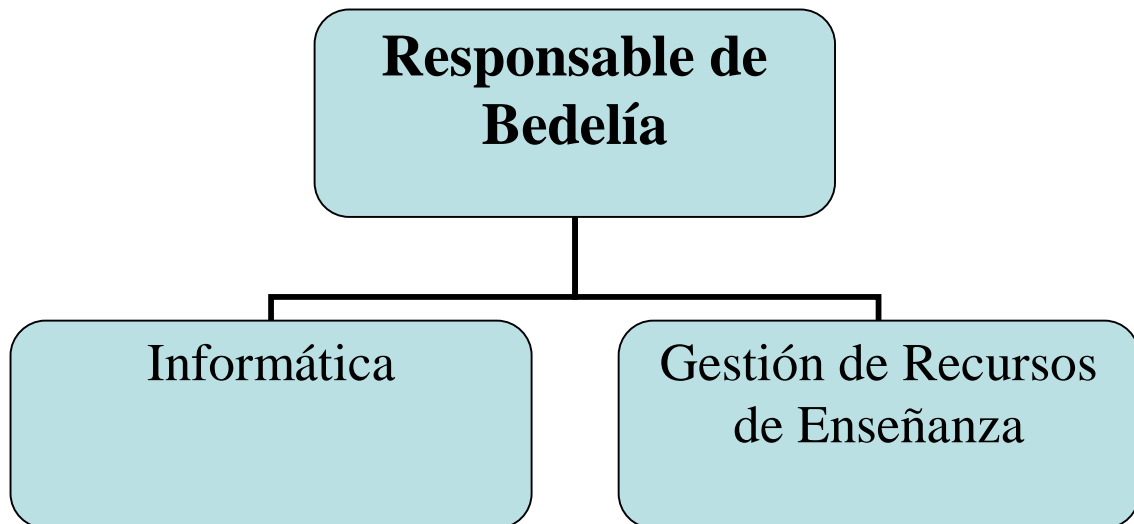 Responsable de
Bedelía
Informática
Gestión de Recursos
de Enseñanza